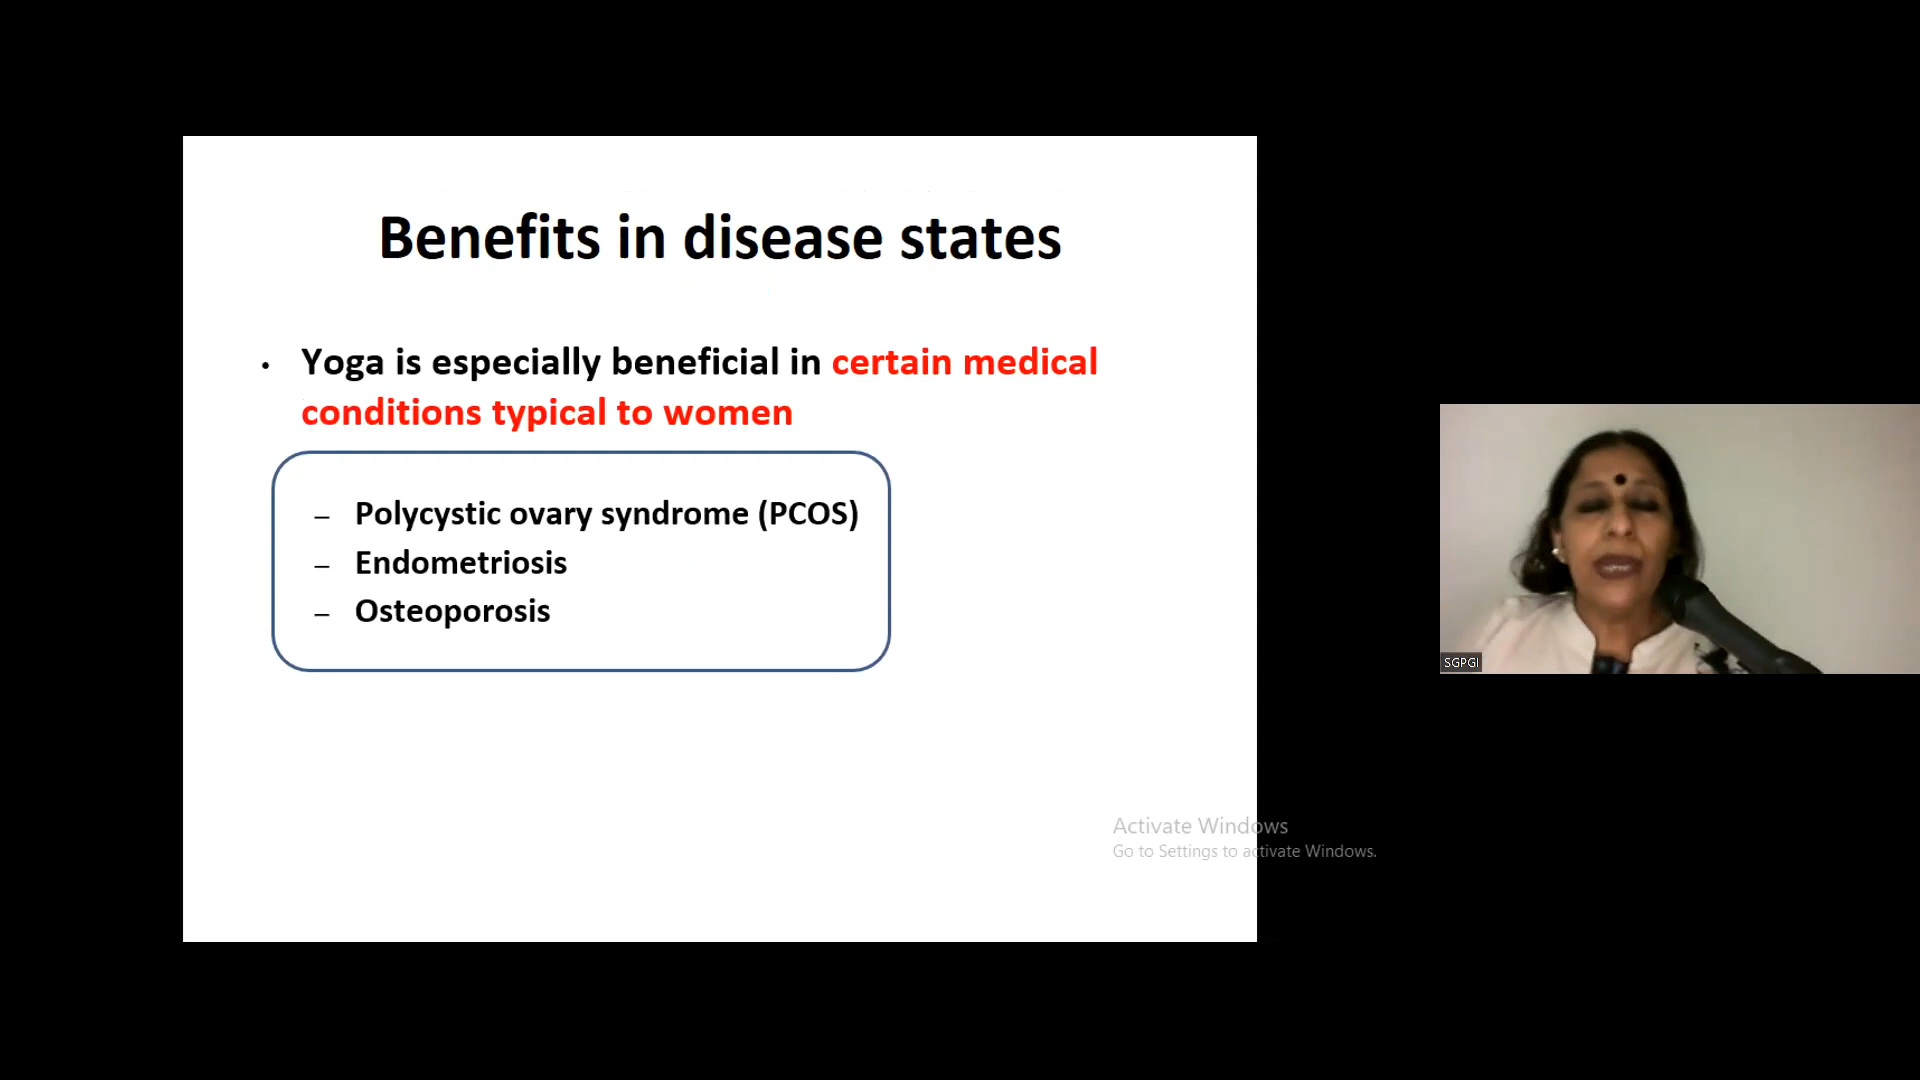 Benefits in disease states
• Yoga is especially beneficial in certain medical
conditions typical to women
– Polycystic ovary syndrome (PCOS)
– Endometriosis
– Osteoporosis
SGPGI
Activate Windows
Go to Settings to activate Windows.